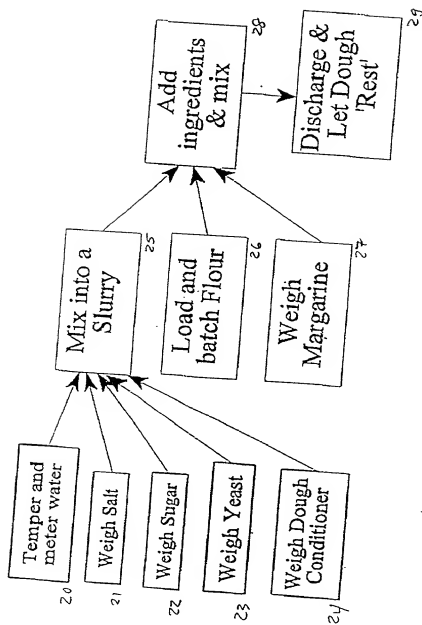 Temper and
meter water
20
Weigh Salt
21
Weigh Sugar
22
Weigh Yeast
23
Weigh Dough
Conditioner
24
Mix into a
Slurry
25
Load and
batch Flour
26
Weigh
Margarine
27
Add
ingredients
& mix
28
Discharge &
Let Dough
'Rest'
29